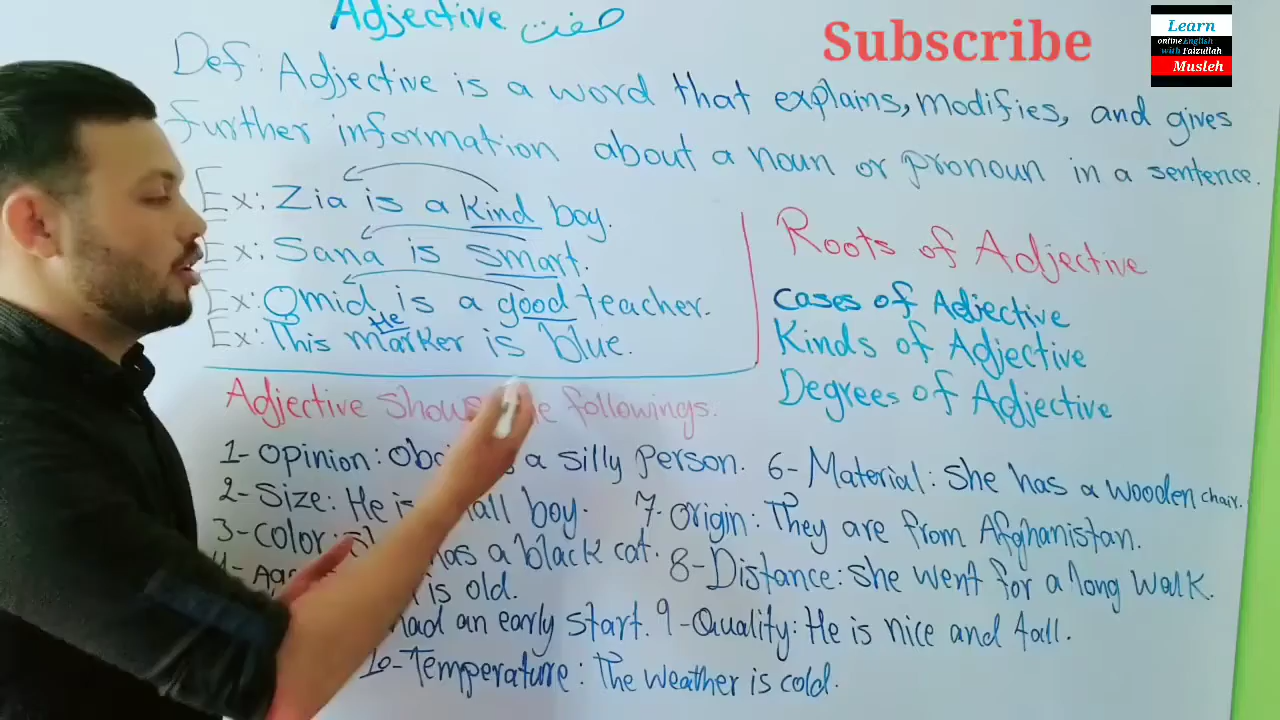 Adjective صفت
Subscribe
Learn
online English
with Faizullah
Musleh
Def: Adjective is a word that explains, modifies, and gives
further information about a noun or pronoun in a sentence.
Ex: Zia is a kind boy.
Ex: Sana is smart.
Ex: Omid is a good teacher.
He
Ex: This marker is blue.
Roots of Adjective
Cases of Adjective
Kinds of Adjective
Degrees of Adjective
Adjective shows the followings.
1- Opinion: is a silly person.
2- Size: He is small boy.
3- Color: has a black cat.
4- is old.
had an early start.
6- Material: She has a wooden chair.
7- Origin: They are from Afghanistan.
8- Distance: She went for a long walk.
9- Quality: He is nice and tall.
10- Temperature: The weather is cold.